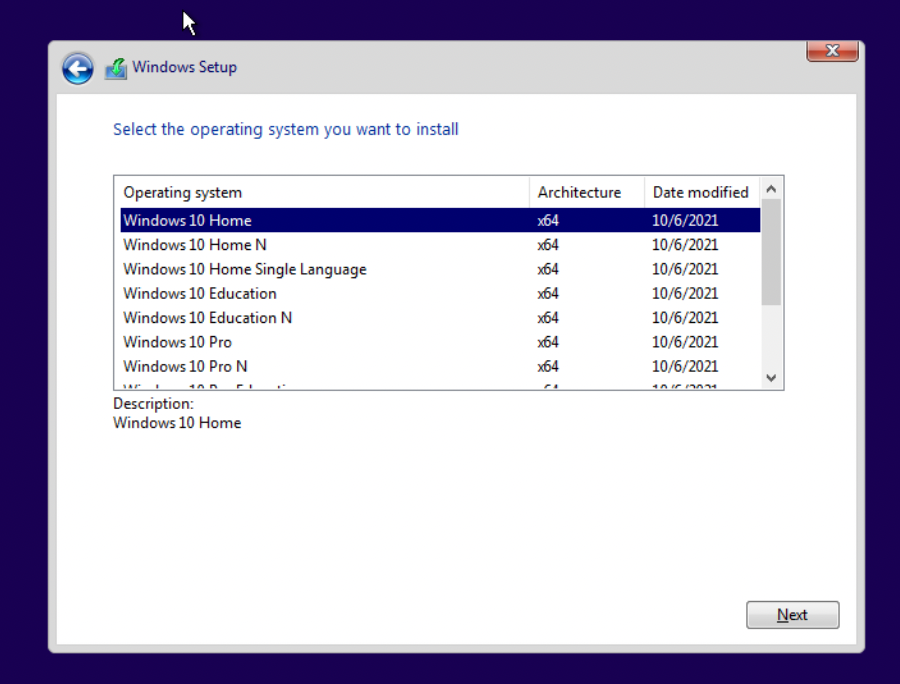 Windows Setup
Select the operating system you want to install
Operating system Architecture Date modified
Windows 10 Home x64 10/6/2021
Windows 10 Home N x64 10/6/2021
Windows 10 Home Single Language x64 10/6/2021
Windows 10 Education x64 10/6/2021
Windows 10 Education N x64 10/6/2021
Windows 10 Pro x64 10/6/2021
Windows 10 Pro N x64 10/6/2021
Description:
Windows 10 Home
Next